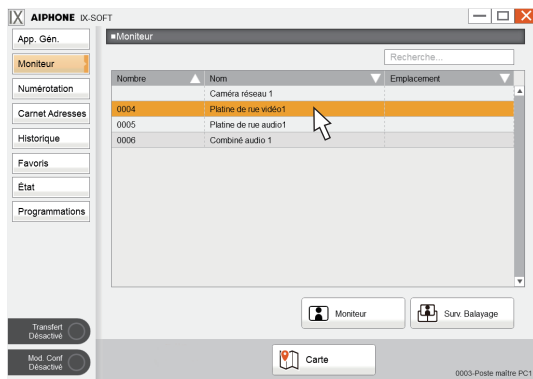 IX AIPHONE IX-SOFT
App. Gén.
Moniteur
Numérotation
Carnet Adresses
Historique
Favoris
État
Programmations
Transfert
Désactivé
Mod. Conf
Désactivé
■Moniteur
Recherche...
Nombre Nom Emplacement
Caméra réseau 1
0004 Platine de rue vidéo1
0005 Platine de rue audio1
0006 Combiné audio 1
Moniteur
Surv. Balayage
Carte
0003-Poste maître PC1